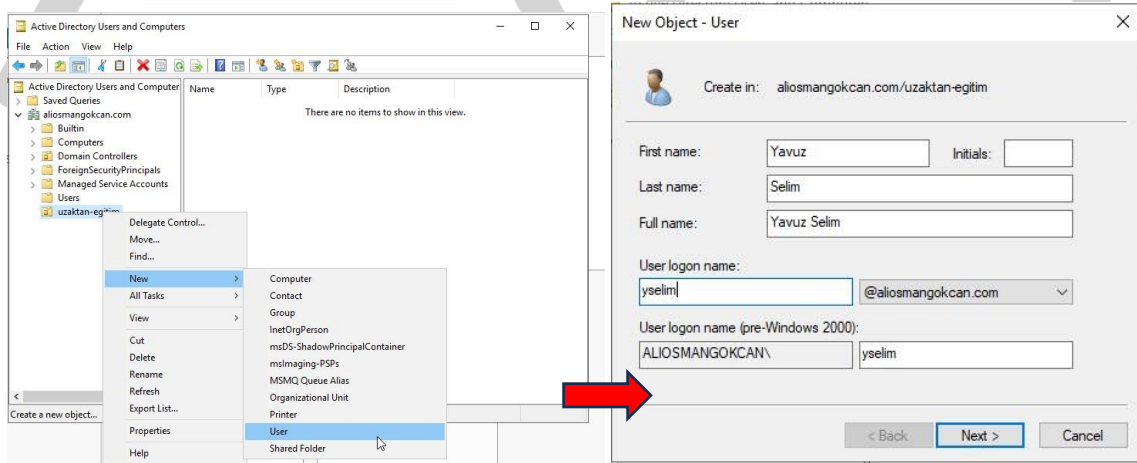 Active Directory Users and Computers
File Action View Help
Active Directory Users and Computer
Saved Queries
aliosmangokcan.com
Builtin
Computers
Domain Controllers
ForeignSecurityPrincipals
Managed Service Accounts
Users
uzaktan-egitim
Name Type Description
There are no items to show in this view.
Delegate Control...
Move...
Find...
New
All Tasks
View
Cut
Delete
Rename
Refresh
Export List...
Properties
Help
Computer
Contact
Group
InetOrgPerson
msDS-ShadowPrincipalContainer
msImaging-PSPs
MSMQ Queue Alias
Organizational Unit
Printer
User
Shared Folder
Create a new object...
New Object - User
Create in: aliosmangokcan.com/uzaktan-egitim
First name: Yavuz Initials:
Last name: Selim
Full name: Yavuz Selim
User logon name:
yselim @aliosmangokcan.com
User logon name (pre-Windows 2000):
ALIOSMANGOKCAN\ yselim
< Back Next > Cancel